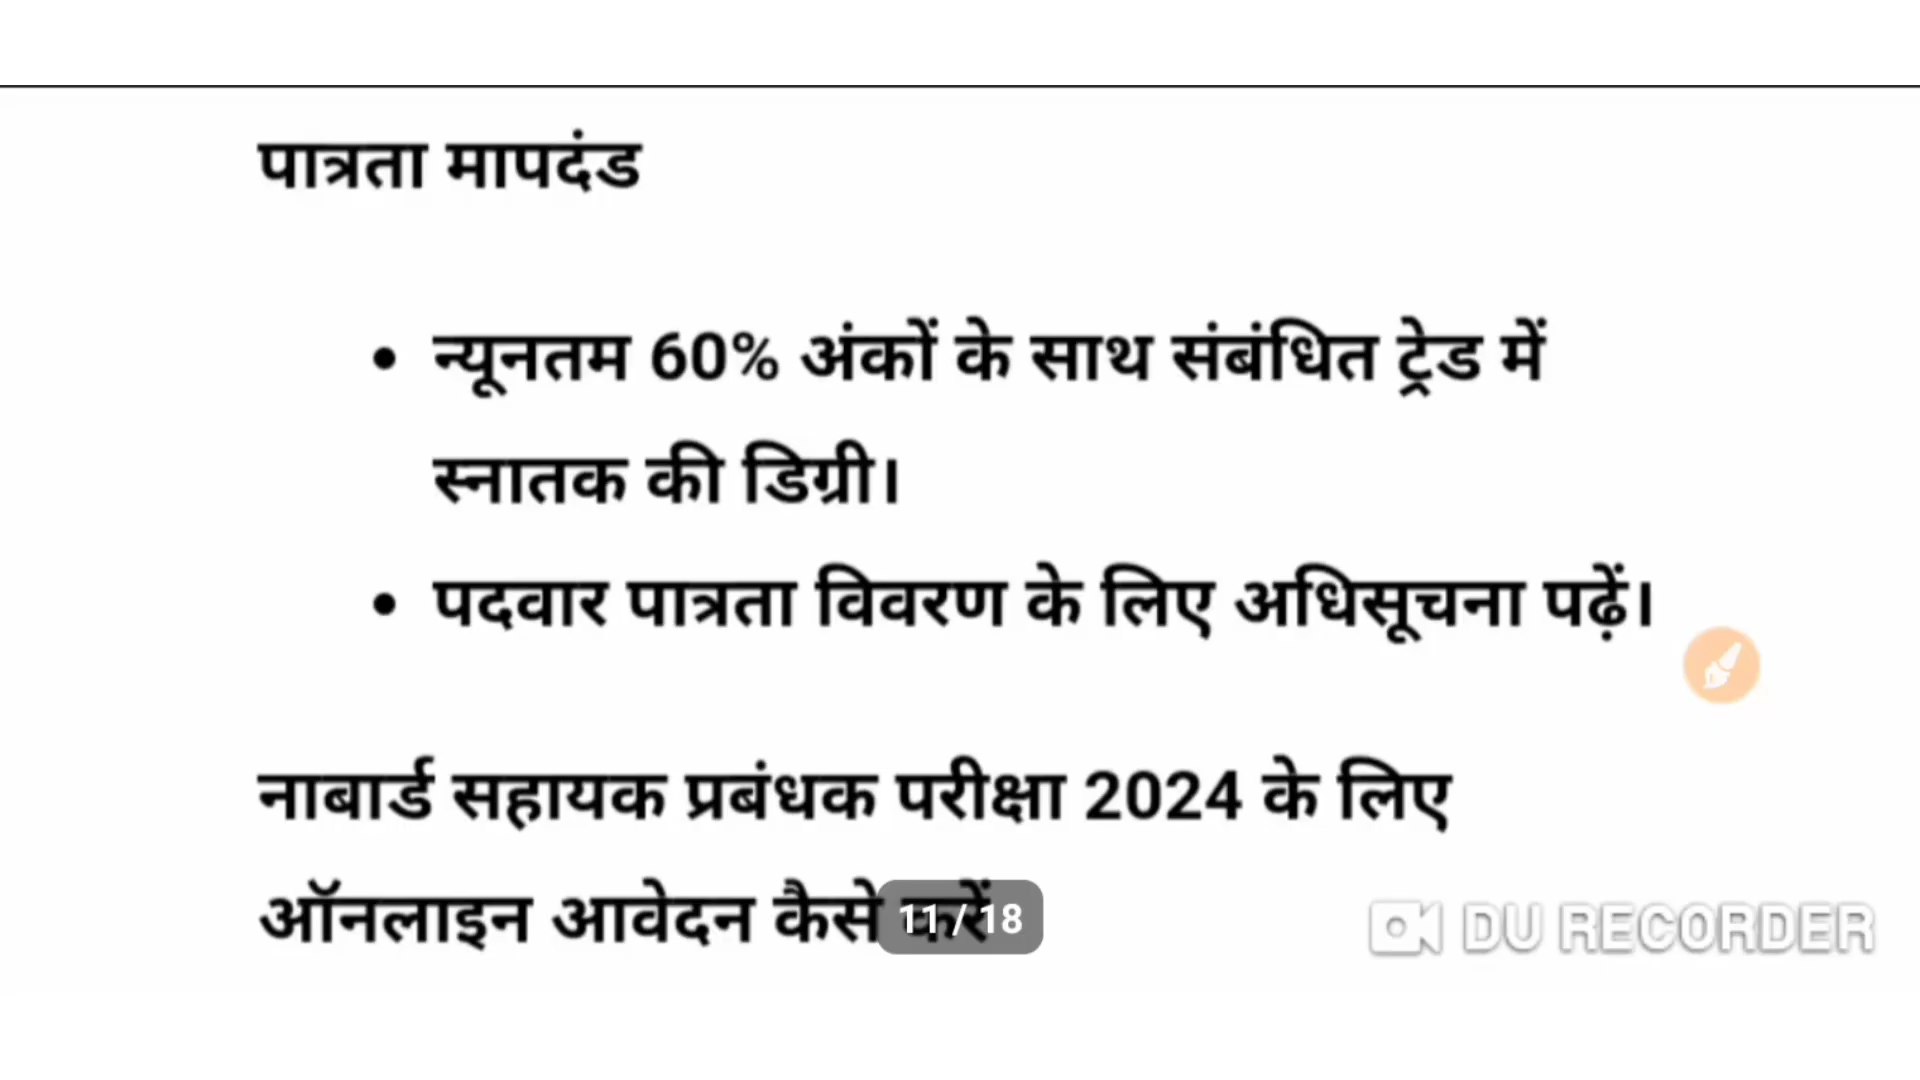 पात्रता मापदंड
• न्यूनतम 60% अंकों के साथ संबंधित ट्रेड में
स्नातक की डिग्री।
• पदवार पात्रता विवरण के लिए अधिसूचना पढ़ें।
नाबार्ड सहायक प्रबंधक परीक्षा 2024 के लिए
ऑनलाइन आवेदन कैसे करें
11 / 18
DU RECORDER